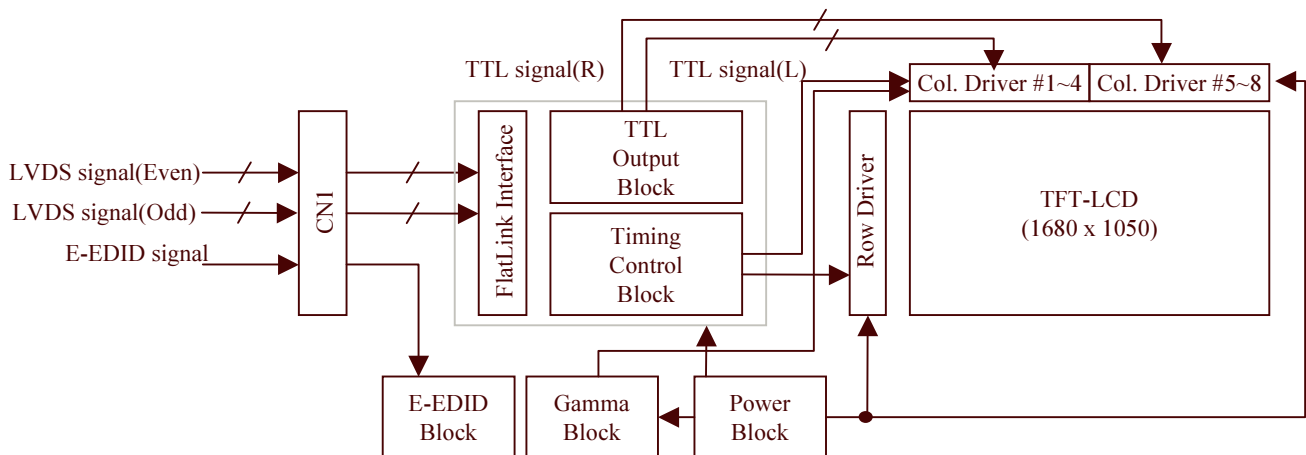 TTL signal(R)
TTL signal(L)
Col. Driver #1~4
Col. Driver #5~8
LVDS signal(Even)
LVDS signal(Odd)
E-EDID signal
CN1
FlatLink Interface
TTL
Output
Block
Timing
Control
Block
Row Driver
TFT-LCD
(1680 x 1050)
E-EDID
Block
Gamma
Block
Power
Block